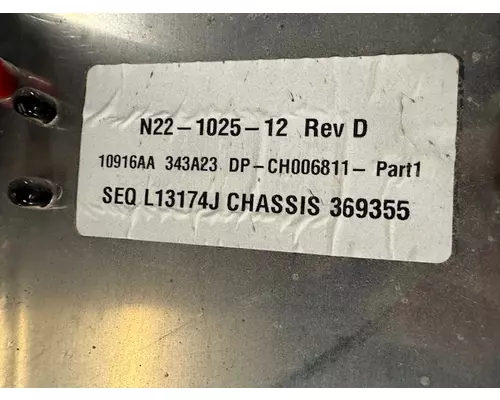 N22-1025-12 Rev D
10916AA 343A23 DP-CH006811- Part1
SEQ L13174J CHASSIS 369355